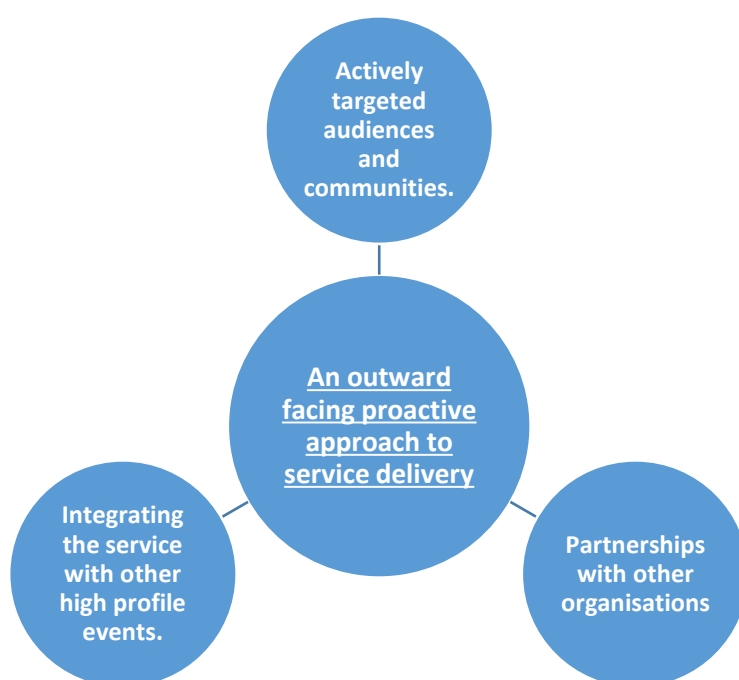 Actively
targeted
audiences
and
communities.
An outward
facing proactive
approach to
service delivery
Integrating
the service
with other
high profile
events.
Partnerships
with other
organisations